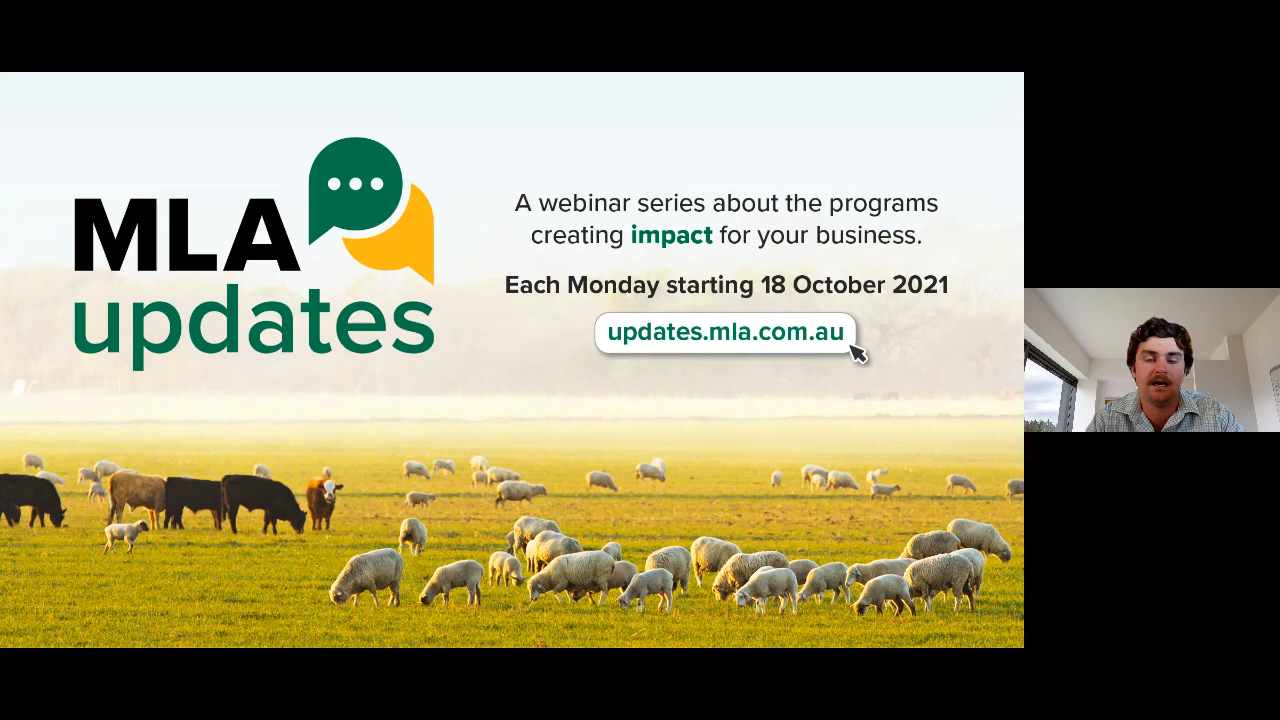 MLA
updates
A webinar series about the programs
creating impact for your business.
Each Monday starting 18 October 2021
updates.mla.com.au